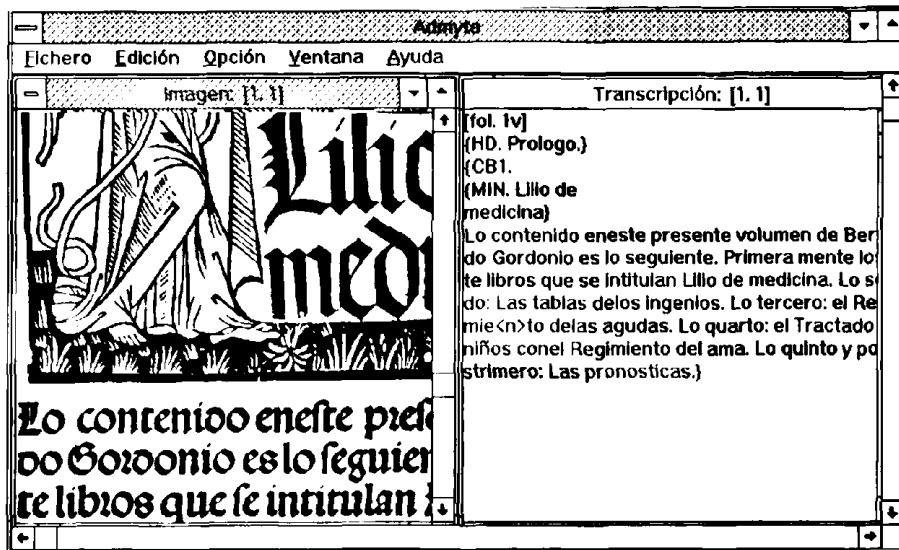 Admyte
Fichero Edición Opción Ventana Ayuda
Imagen: [1, 1]
Lilio
medi
Lo contenido eneste prese
do Gordonio es lo seguien
te libros que se intitulan
Transcripción: [1, 1]
[fol. 1v]
{HD. Prologo.}
{CB1.
{MIN. Lilio de
medicina}
Lo contenido eneste presente volumen de Ber
do Gordonio es lo seguiente. Primera mente lo
te libros que se intitulan Lilio de medicina. Lo s
do: Las tablas delos ingenios. Lo tercero: el Re
mie<n>to delas agudas. Lo quarto: el Tractado
niños conel Regimiento del ama. Lo quinto y po
strimero: Las pronosticas.}